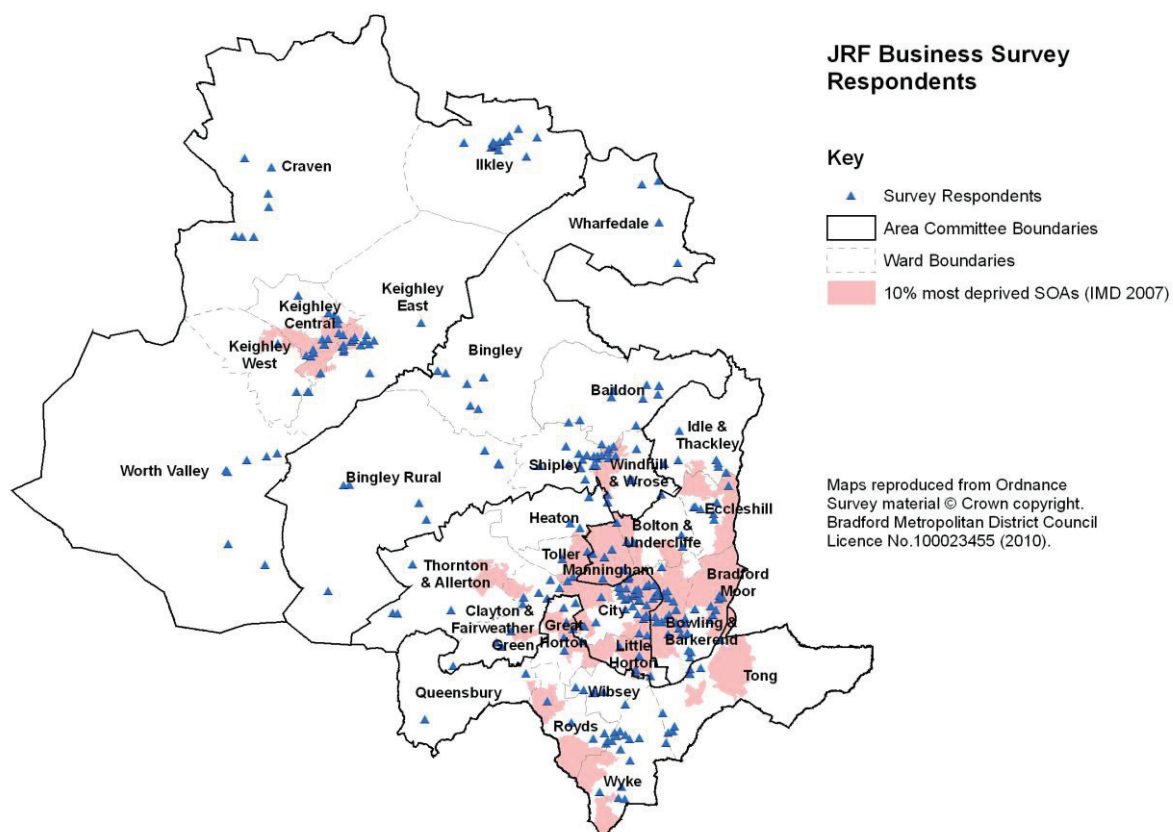 JRF Business Survey
Respondents
Key
Survey Respondents
Area Committee Boundaries
Ward Boundaries
10% most deprived SOAs (IMD 2007)
Maps reproduced from Ordnance
Survey material © Crown copyright.
Bradford Metropolitan District Council
Licence No.100023455 (2010).
Craven
Ilkley
Wharfedale
Keighley
East
Keighley
Central
Keighley
West
Bingley
Baildon
Idle &
Thackley
Worth Valley
Bingley Rural
Shipley
Windhill
& Wrose
Eccleshill
Heaton
Bolton &
Undercliffe
Toller
Manningham
Thornton
& Allerton
Bradford
Moor
Clayton &
Fairweather
Green
City
Great
Horton
Bowling &
Barkerend
Little
Horton
Tong
Queensbury
Wibsey
Royds
Wyke